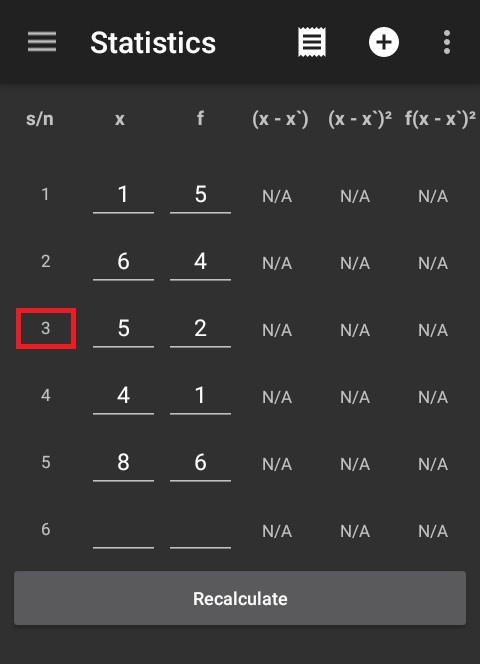 Statistics
s/n x f (x - x`) (x - x`)² f(x - x`)²
1 1 5 N/A N/A N/A
2 6 4 N/A N/A N/A
3 5 2 N/A N/A N/A
4 4 1 N/A N/A N/A
5 8 6 N/A N/A N/A
6 N/A N/A N/A
Recalculate